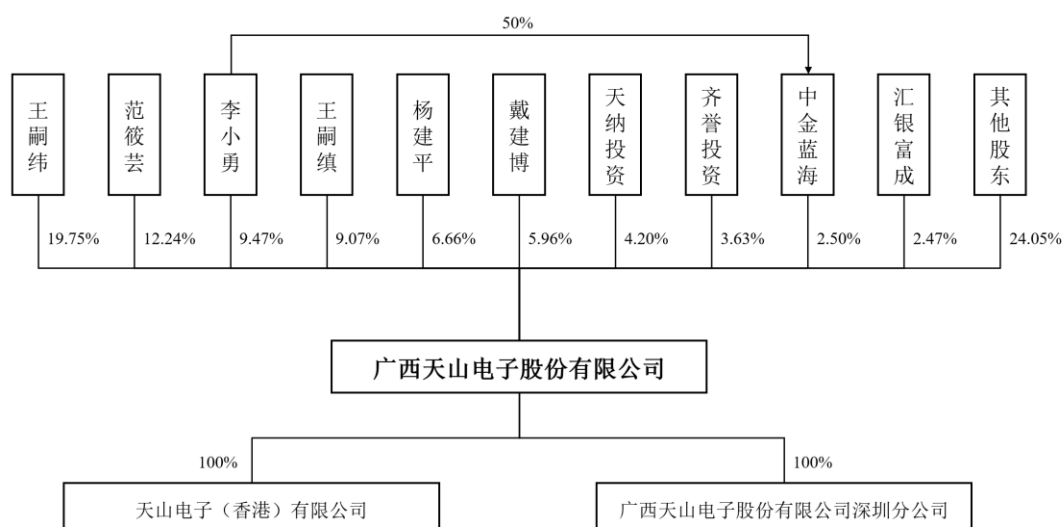 50%
王嗣纬
范筱芸
李小勇
王嗣缜
杨建平
戴建博
天纳投资
齐誉投资
中金蓝海
汇银富成
其他股东
19.75%
12.24%
9.47%
9.07%
6.66%
5.96%
4.20%
3.63%
2.50%
2.47%
24.05%
广西天山电子股份有限公司
100%
100%
天山电子（香港）有限公司
广西天山电子股份有限公司深圳分公司